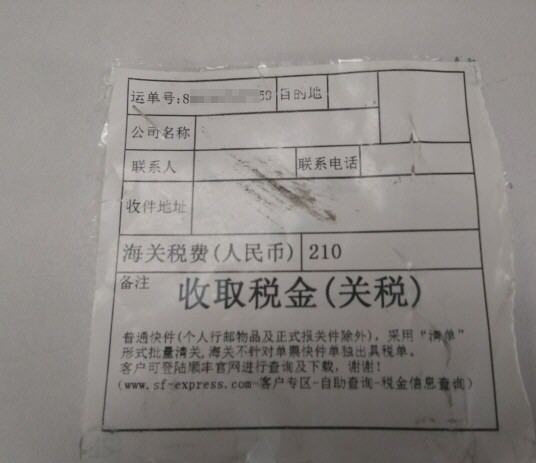 运单号:8 59 目的地
公司名称
联系人 联系电话
收件地址
海关税费(人民币) 210
备注 收取税金(关税)
普通快件(个人行邮物品及正式报关件除外)，采用“清单”
形式批量清关,海关不针对单票快件单独出具税单。
客户可登陆顺丰官网进行查询及下载，谢谢!
(www.sf-express.com-客户专区-自助查询-税金信息查询)